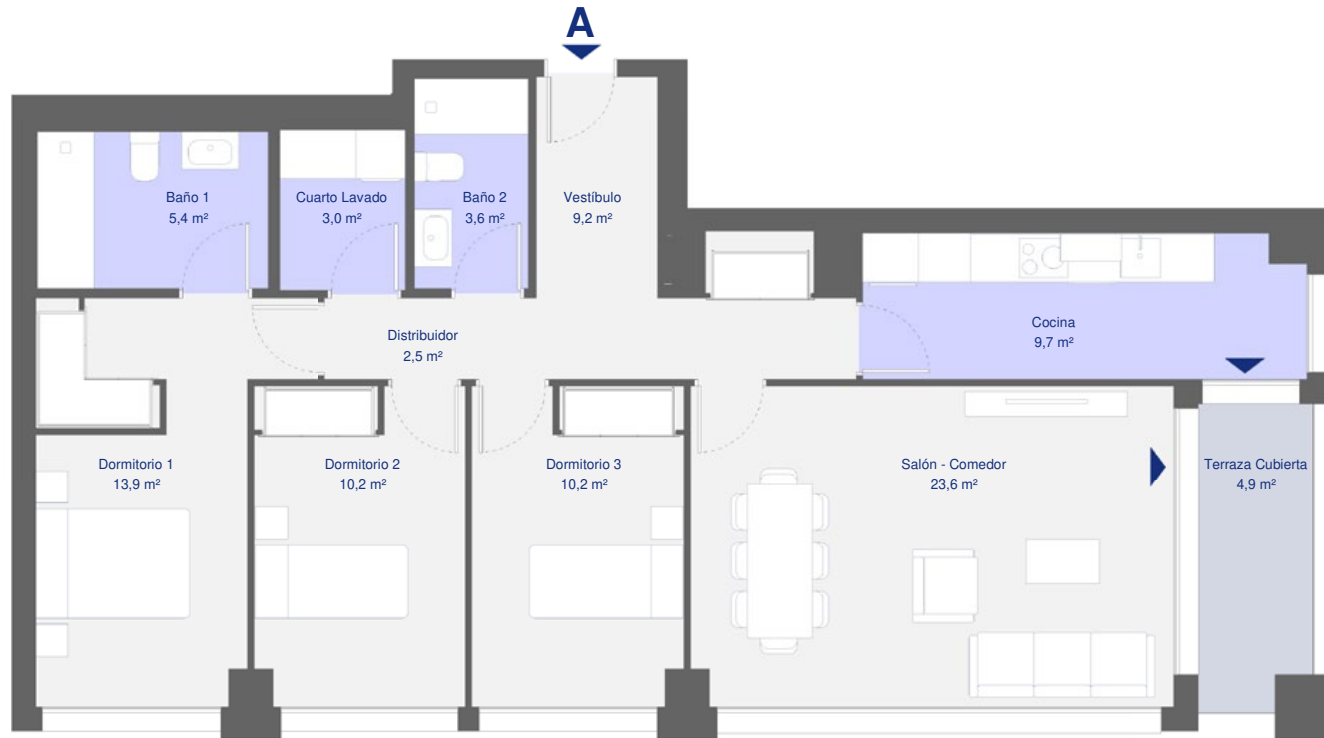 A
Baño 1
5,4 m²
Cuarto Lavado
3,0 m²
Baño 2
3,6 m²
Vestíbulo
9,2 m²
Distribuidor
2,5 m²
Cocina
9,7 m²
Dormitorio 1
13,9 m²
Dormitorio 2
10,2 m²
Dormitorio 3
10,2 m²
Salón - Comedor
23,6 m²
Terraza Cubierta
4,9 m²